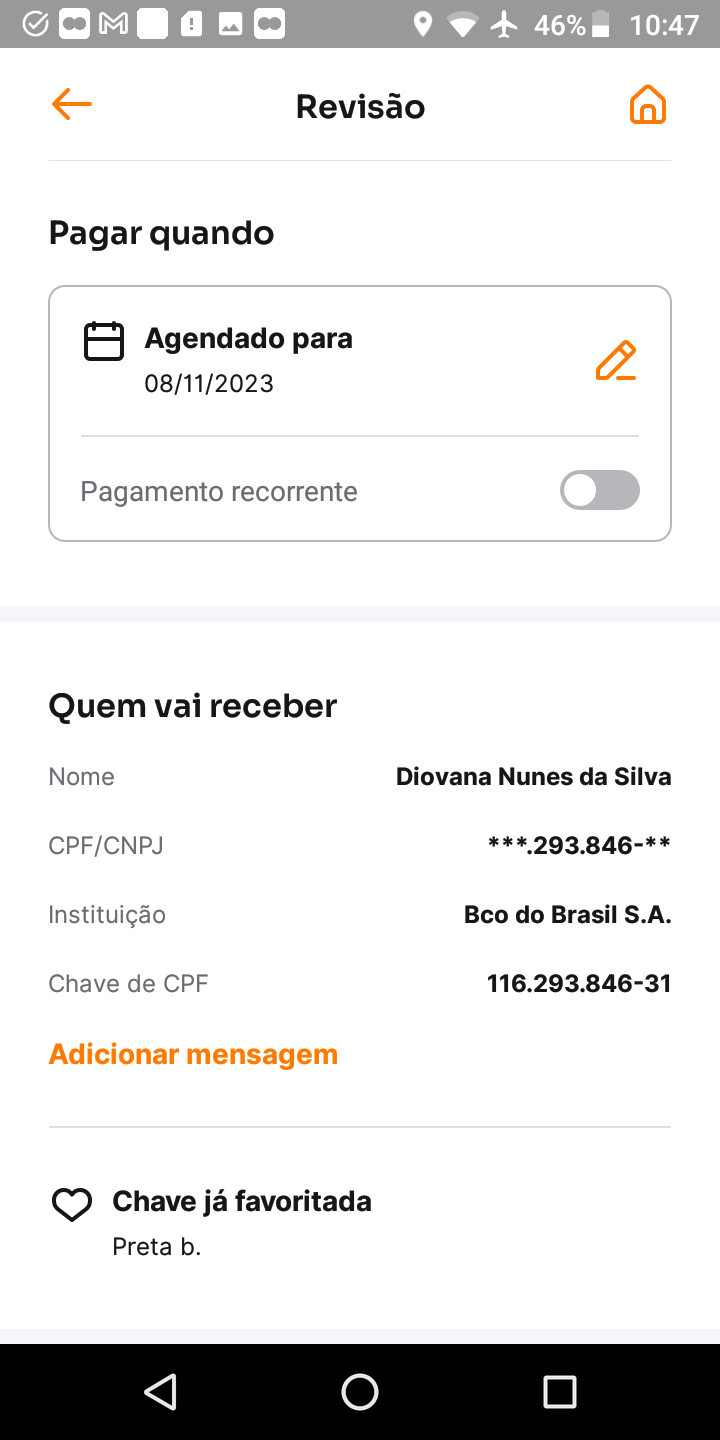 46% 10:47
Revisão
Pagar quando
Agendado para
08/11/2023
Pagamento recorrente
Quem vai receber
Nome Diovana Nunes da Silva
CPF/CNPJ ***.293.846-**
Instituição Bco do Brasil S.A.
Chave de CPF 116.293.846-31
Adicionar mensagem
Chave já favoritada
Preta b.